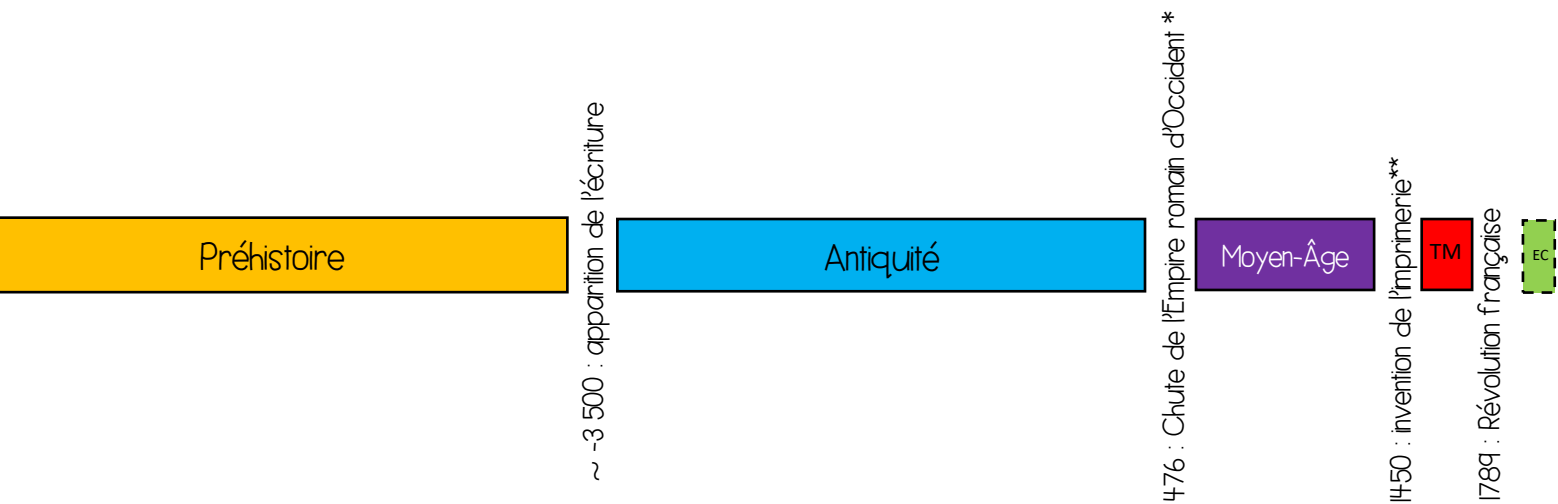 Préhistoire
~ -3 500 : apparition de l'écriture
Antiquité
476 : Chute de l'Empire romain d'Occident *
Moyen-Âge
1450 : invention de l'imprimerie**
TM
1789 : Révolution française
EC